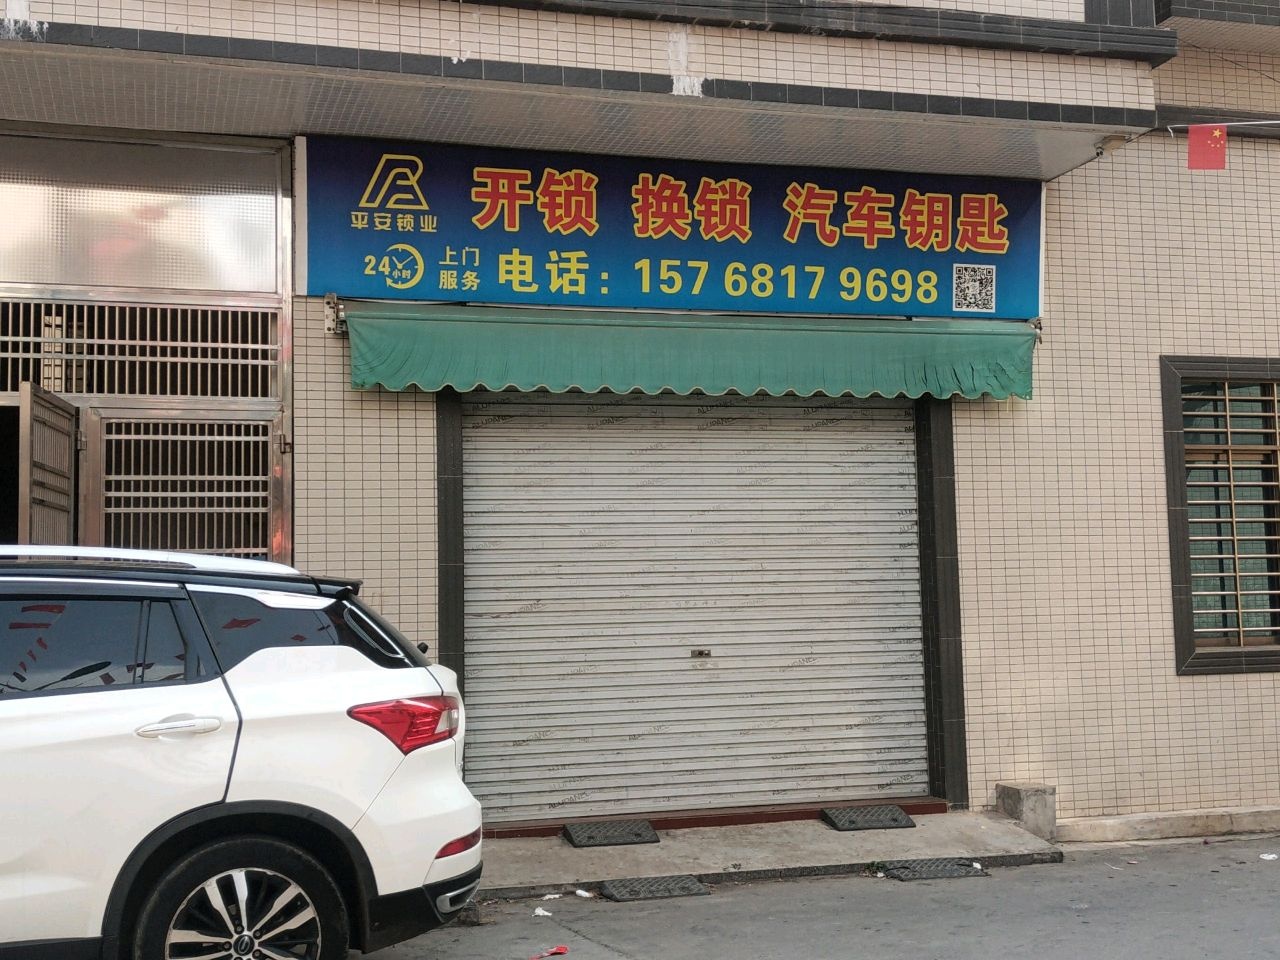 开锁 换锁 汽车钥匙
平安锁业
24小时
上门服务
电话：157 6817 9698
ALUPANEL